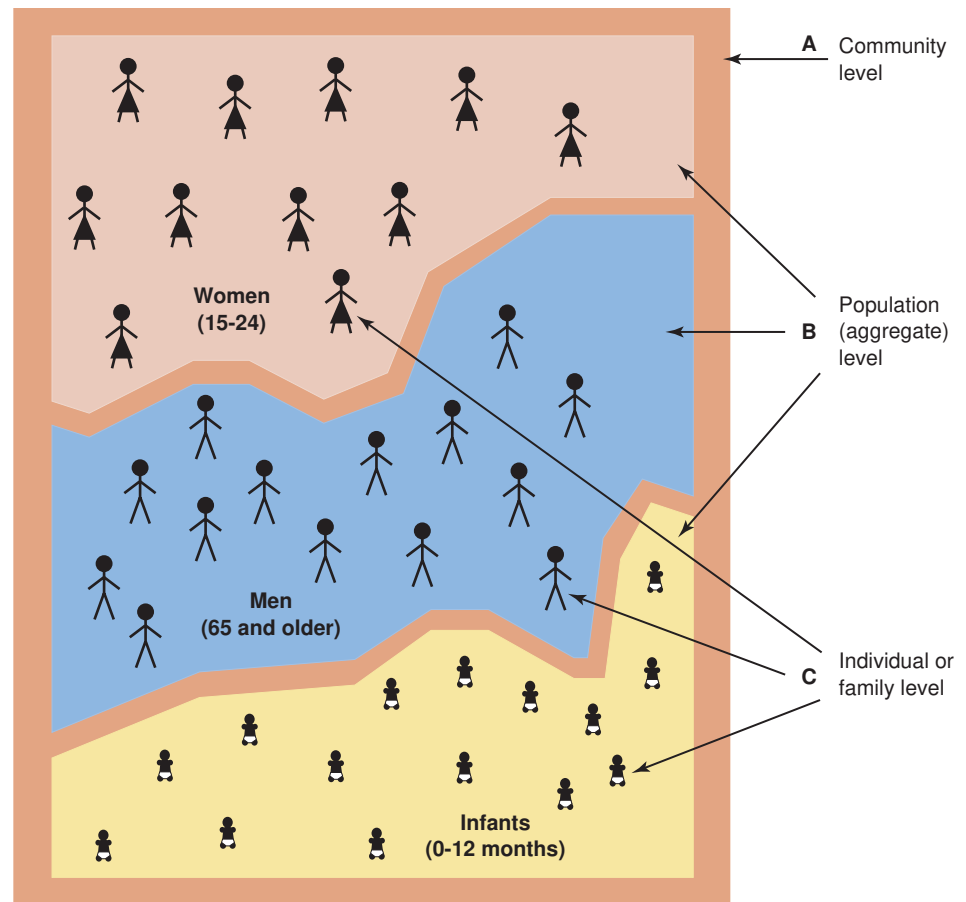 A Community
level
Women
(15-24)
Population
B (aggregate)
level
Men
(65 and older)
C Individual or
family level
Infants
(0-12 months)